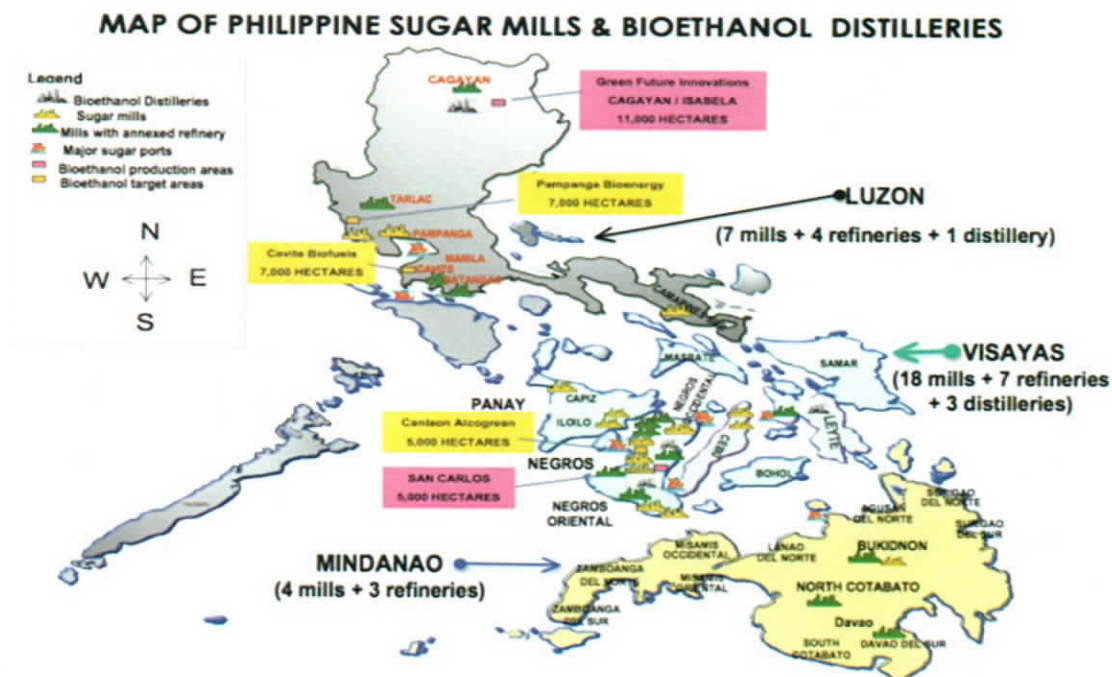 MAP OF PHILIPPINE SUGAR MILLS & BIOETHANOL DISTILLERIES
Legend
Bioethanol Distilleries
Sugar mills
Mills with annexed refinery
Major sugar ports
Bioethanol production areas
Bioethanol target areas
N
W E
S
CAGAYAN
Green Future Innovations
CAGAYAN / ISABELA
11,000 HECTARES
TARLAC
Pampanga Bioenergy
7,000 HECTARES
LUZON
(7 mills + 4 refineries + 1 distillery)
PAMPANGA
MANILA
Cavite Biofuels
7,000 HECTARES
CAVITE
BATANGAS
MASBATE
SAMAR
VISAYAS
(18 mills + 7 refineries
+ 3 distilleries)
PANAY
CAPIZ
ILOILO
NEGROS
OCCIDENTAL
CEBU
LEYTE
BOHOL
Canteon Alcogreen
5,000 HECTARES
NEGROS
SAN CARLOS
5,000 HECTARES
NEGROS
ORIENTAL
MINDANAO
(4 mills + 3 refineries)
ZAMBOANGA
DEL NORTE
MISAMIS
OCCIDENTAL
MISAMIS
ORIENTAL
ZAMBOANGA
DEL SUR
LANAO
DEL NORTE
AGUSAN
DEL NORTE
SURIGAO
DEL NORTE
SURIGAO
DEL SUR
BUKIDNON
NORTH COTABATO
Davao
DAVAO DEL SUR
SOUTH
COTABATO